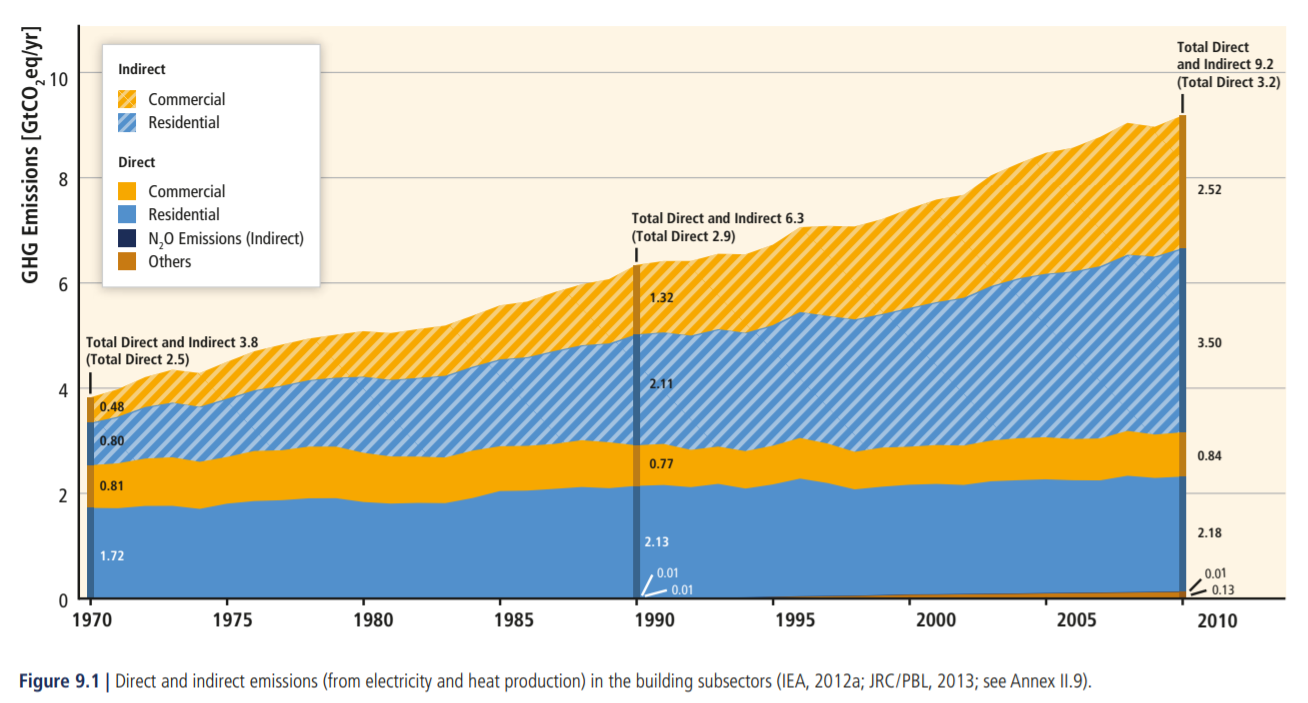 GHG Emissions [GtCO2eq/yr]
10
8
6
4
2
0
Indirect
Commercial
Residential
Direct
Commercial
Residential
N2O Emissions (Indirect)
Others
Total Direct and Indirect 3.8
(Total Direct 2.5)
0.48
0.80
0.81
1.72
Total Direct and Indirect 6.3
(Total Direct 2.9)
1.32
2.11
0.77
2.13
0.01
0.01
Total Direct
and Indirect 9.2
(Total Direct 3.2)
2.52
3.50
0.84
2.18
0.01
0.13
1970 1975 1980 1985 1990 1995 2000 2005 2010
Figure 9.1 | Direct and indirect emissions (from electricity and heat production) in the building subsectors (IEA, 2012a; JRC/PBL, 2013; see Annex II.9).